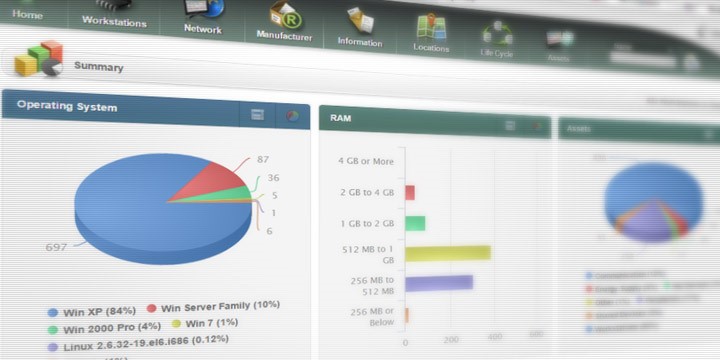 Home
Workstations
Network
Manufacturer
Information
Locations
Life Cycle
Assets
Summary
Operating System
87
36
5
1
6
697
Win XP (84%) Win Server Family (10%)
Win 2000 Pro (4%) Win 7 (1%)
Linux 2.6.32-19.el6.i686 (0.12%)
RAM
4 GB or More
2 GB to 4 GB
1 GB to 2 GB
512 MB to 1
GB
256 MB to
512 MB
256 MB or
Below
0 200 400 600
Assets